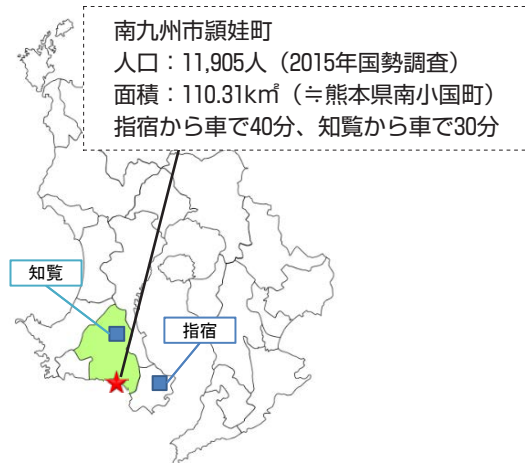 南九州市頴娃町
人口：11,905人（2015年国勢調査）
面積：110.31k㎡（≒熊本県南小国町）
指宿から車で40分、知覧から車で30分
知覧
指宿